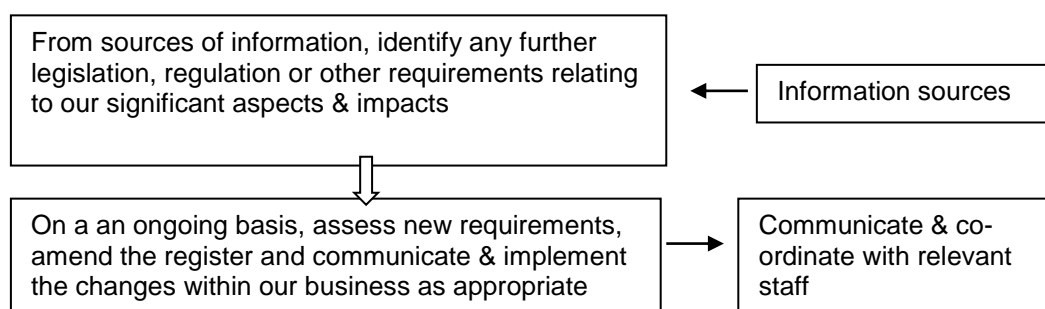 From sources of information, identify any further
legislation, regulation or other requirements relating
to our significant aspects & impacts
Information sources
On a an ongoing basis, assess new requirements,
amend the register and communicate & implement
the changes within our business as appropriate
Communicate & co-
ordinate with relevant
staff